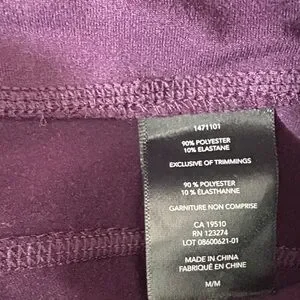 1471101
90% POLYESTER
10% ELASTANE
EXCLUSIVE OF TRIMMINGS
90 % POLYESTER
10 % ÉLASTHANNE
GARNITURE NON COMPRISE
CA 19510
RN 123274
LOT 08600621-01
MADE IN CHINA
FABRIQUÉ EN CHINE
M/M